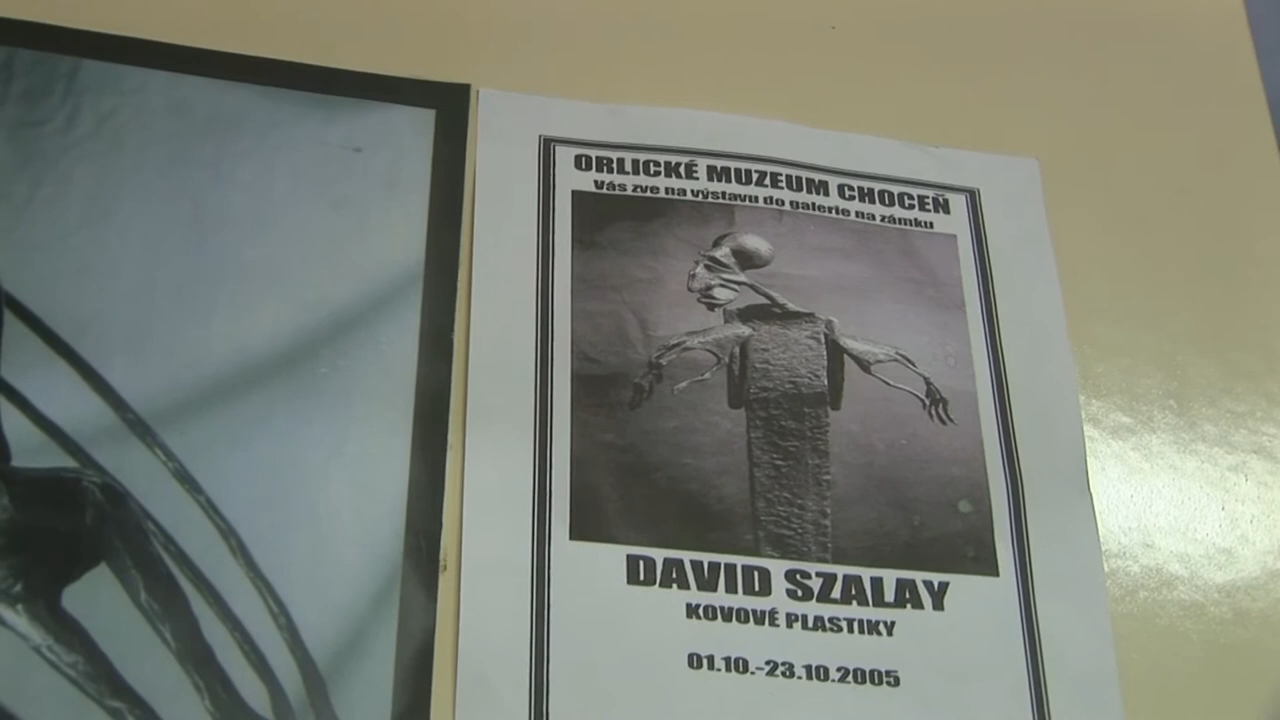 ORLICKÉ MUZEUM CHOCEŇ
Vás zve na výstavu do galerie na zámku
DAVID SZALAY
KOVOVÉ PLASTIKY
01.10.-23.10.2005